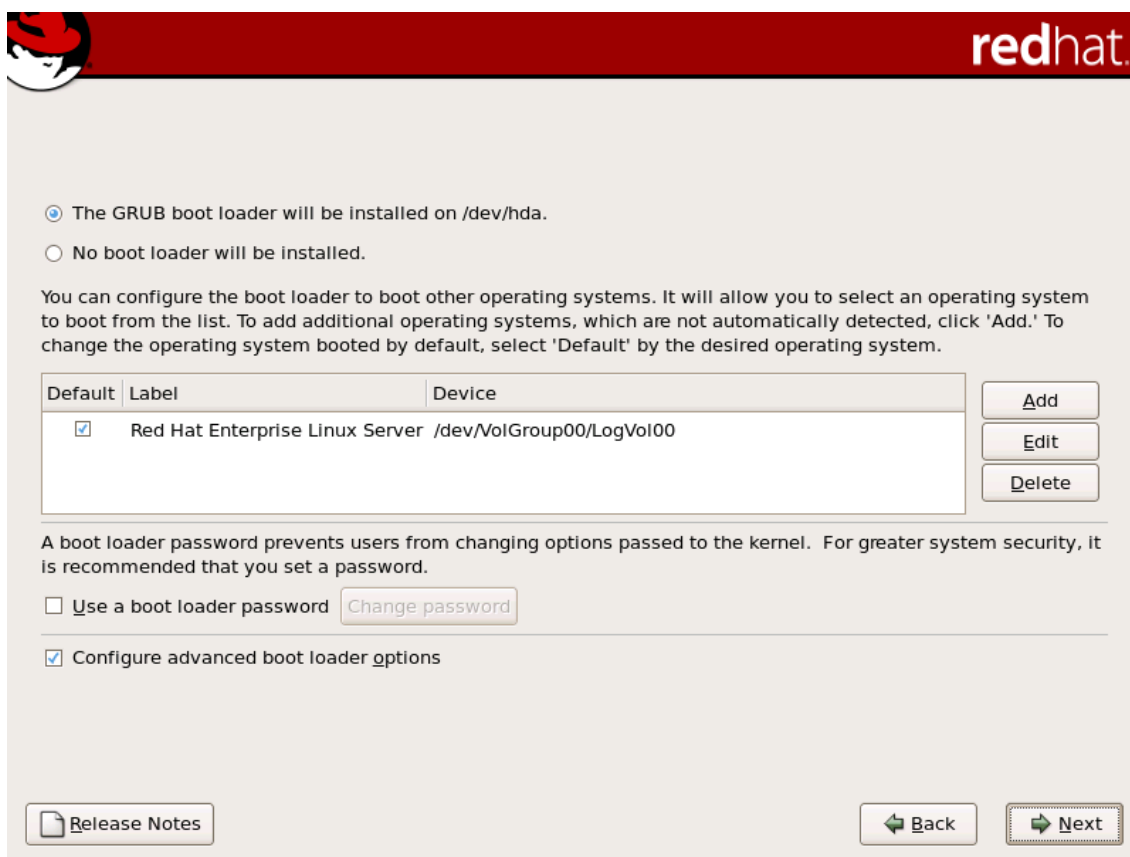 redhat.
The GRUB boot loader will be installed on /dev/hda.
No boot loader will be installed.
You can configure the boot loader to boot other operating systems. It will allow you to select an operating system
to boot from the list. To add additional operating systems, which are not automatically detected, click 'Add.' To
change the operating system booted by default, select 'Default' by the desired operating system.
Default Label Device
Red Hat Enterprise Linux Server /dev/VolGroup00/LogVol00
Add
Edit
Delete
A boot loader password prevents users from changing options passed to the kernel.  For greater system security, it
is recommended that you set a password.
Use a boot loader password Change password
Configure advanced boot loader options
Release Notes Back Next